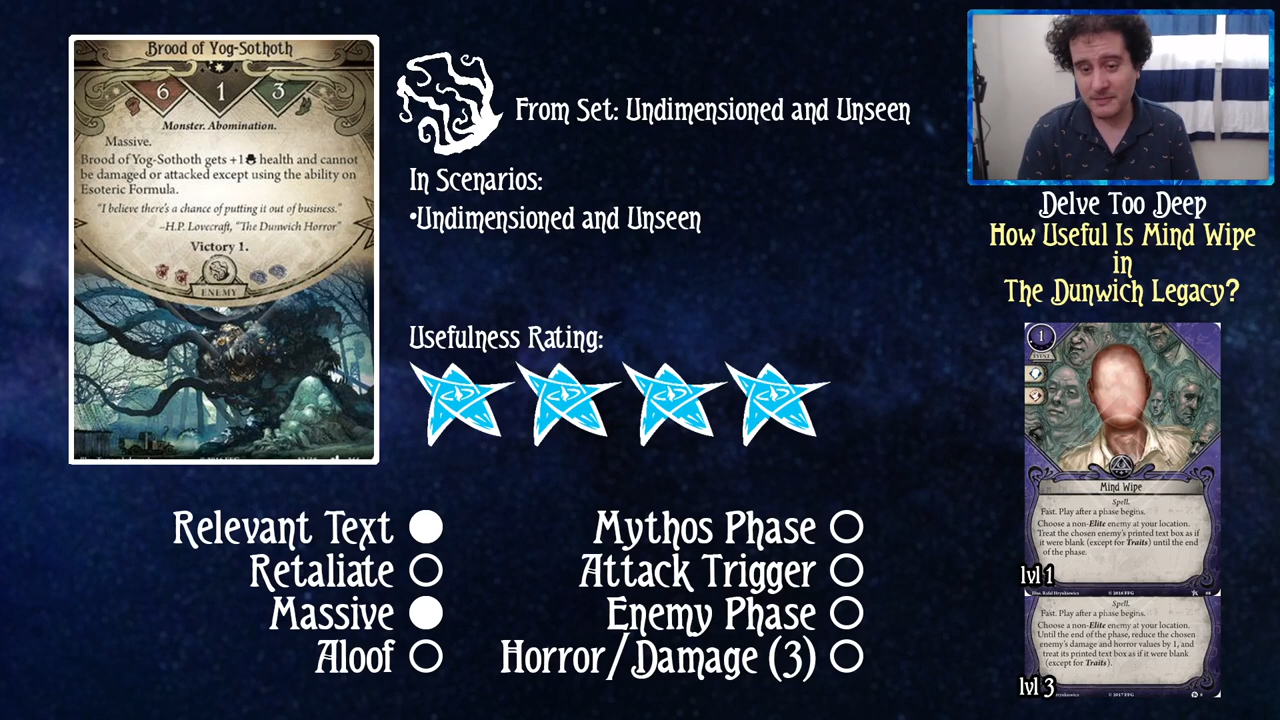 Brood of Yog-Sothoth
6 1 3
Monster. Abomination.
Massive.
Brood of Yog-Sothoth gets +1 health and cannot
be damaged or attacked except using the ability on
Esoteric Formula.
"I believe there's a chance of putting it out of business."
–H.P. Lovecraft, "The Dunwich Horror"
Victory 1.
ENEMY
From Set: Undimensioned and Unseen
In Scenarios:
•Undimensioned and Unseen
Usefulness Rating:
Relevant Text
Retaliate
Massive
Aloof
Mythos Phase
Attack Trigger
Enemy Phase
Horror/Damage (3)
Delve Too Deep
How Useful Is Mind Wipe
in
The Dunwich Legacy?
1
EVENT
Mind Wipe
Spell.
Fast. Play after a phase begins.
Choose a non-Elite enemy at your location.
Treat the chosen enemy's printed text box as if
it were blank (except for Traits) until the end
of the phase.
lvl 1
Spell.
Fast. Play after a phase begins.
Choose a non-Elite enemy at your location.
Until the end of the phase, reduce the chosen
enemy's damage and horror values by 1, and
treat its printed text box as if it were blank
(except for Traits).
lvl 3
© 2017 FFG